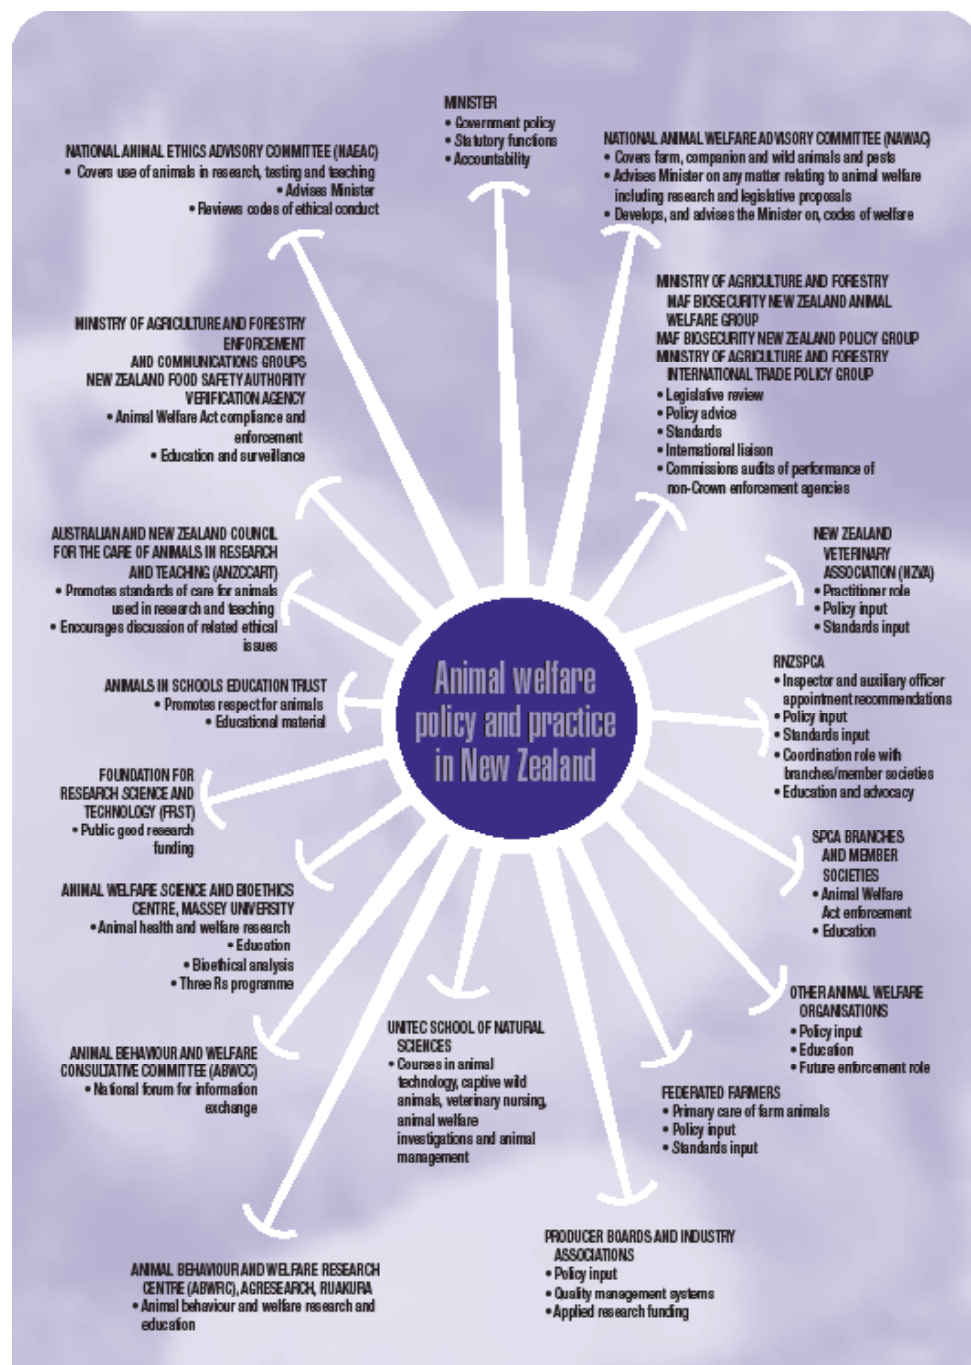 MINISTER
• Government policy
• Statutory functions
• Accountability
NATIONAL ANIMAL ETHICS ADVISORY COMMITTEE (NAEAC)
• Covers use of animals in research, testing and teaching
• Advises Minister
• Reviews codes of ethical conduct
NATIONAL ANIMAL WELFARE ADVISORY COMMITTEE (NAWAC)
• Covers farm, companion and wild animals and pests
• Advises Minister on any matter relating to animal welfare
including research and legislative proposals
• Develops, and advises the Minister on, codes of welfare
MINISTRY OF AGRICULTURE AND FORESTRY
ENFORCEMENT
AND COMMUNICATIONS GROUPS
NEW ZEALAND FOOD SAFETY AUTHORITY
VERIFICATION AGENCY
• Animal Welfare Act compliance and
enforcement
• Education and surveillance
MINISTRY OF AGRICULTURE AND FORESTRY
MAF BIOSECURITY NEW ZEALAND ANIMAL
WELFARE GROUP
MAF BIOSECURITY NEW ZEALAND POLICY GROUP
MINISTRY OF AGRICULTURE AND FORESTRY
INTERNATIONAL TRADE POLICY GROUP
• Legislative review
• Policy advice
• Standards
• International liaison
• Commissions audits of performance of
non-Crown enforcement agencies
AUSTRALIAN AND NEW ZEALAND COUNCIL
FOR THE CARE OF ANIMALS IN RESEARCH
AND TEACHING (ANZCCART)
• Promotes standards of care for animals
used in research and teaching
• Encourages discussion of related ethical
issues
NEW ZEALAND
VETERINARY
ASSOCIATION (NZVA)
• Practitioner role
• Policy input
• Standards input
ANIMALS IN SCHOOLS EDUCATION TRUST
• Promotes respect for animals
• Educational material
Animal welfare
policy and practice
in New Zealand
RNZSPCA
• Inspector and auxiliary officer
appointment recommendations
• Policy input
• Standards input
• Coordination role with
branches/member societies
• Education and advocacy
FOUNDATION FOR
RESEARCH SCIENCE AND
TECHNOLOGY (FRST)
• Public good research
funding
SPCA BRANCHES
AND MEMBER
SOCIETIES
• Animal Welfare
Act enforcement
• Education
ANIMAL WELFARE SCIENCE AND BIOETHICS
CENTRE, MASSEY UNIVERSITY
• Animal health and welfare research
• Education
• Bioethical analysis
• Three Rs programme
OTHER ANIMAL WELFARE
ORGANISATIONS
• Policy input
• Education
• Future enforcement role
ANIMAL BEHAVIOUR AND WELFARE
CONSULTATIVE COMMITTEE (ABWCC)
• National forum for information
exchange
UNITEC SCHOOL OF NATURAL
SCIENCES
• Courses in animal
technology, captive wild
animals, veterinary nursing,
animal welfare
investigations and animal
management
FEDERATED FARMERS
• Primary care of farm animals
• Policy input
• Standards input
PRODUCER BOARDS AND INDUSTRY
ASSOCIATIONS
• Policy input
• Quality management systems
• Applied research funding
ANIMAL BEHAVIOUR AND WELFARE RESEARCH
CENTRE (ABWRC), AGRESEARCH, RUAKURA
• Animal behaviour and welfare research and
education